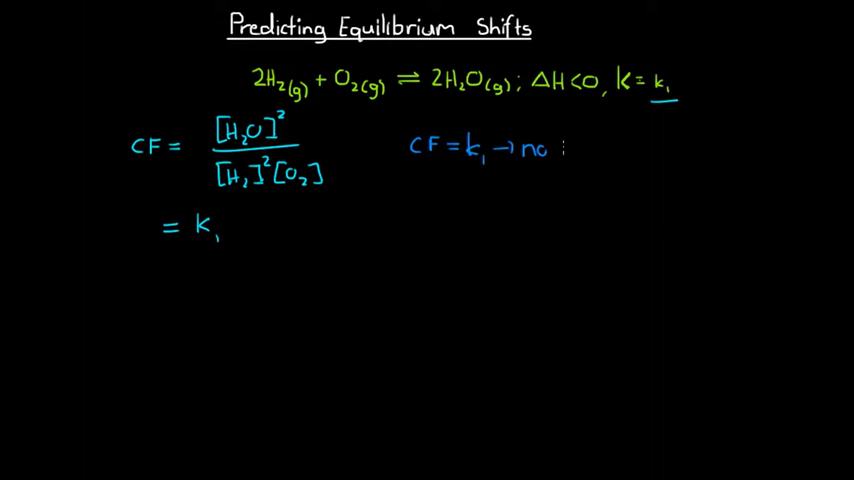 Predicting Equilibrium Shifts
2H₂(g) + O₂(g) ⇌ 2H₂O(g) ; ΔH<0, K = K₁
CF = [H₂O]² / [H₂]²[O₂] CF = K₁ → no
= K₁